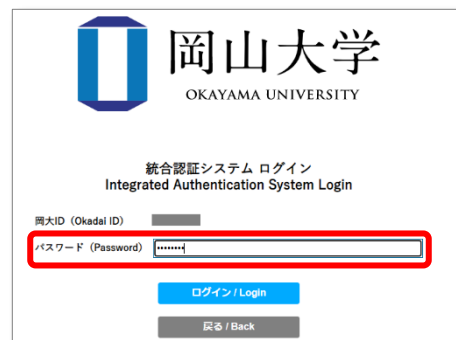 岡山大学
OKAYAMA UNIVERSITY
統合認証システム ログイン
Integrated Authentication System Login
岡大ID（Okadai ID）
パスワード（Password） ••••••••
ログイン / Login
戻る / Back